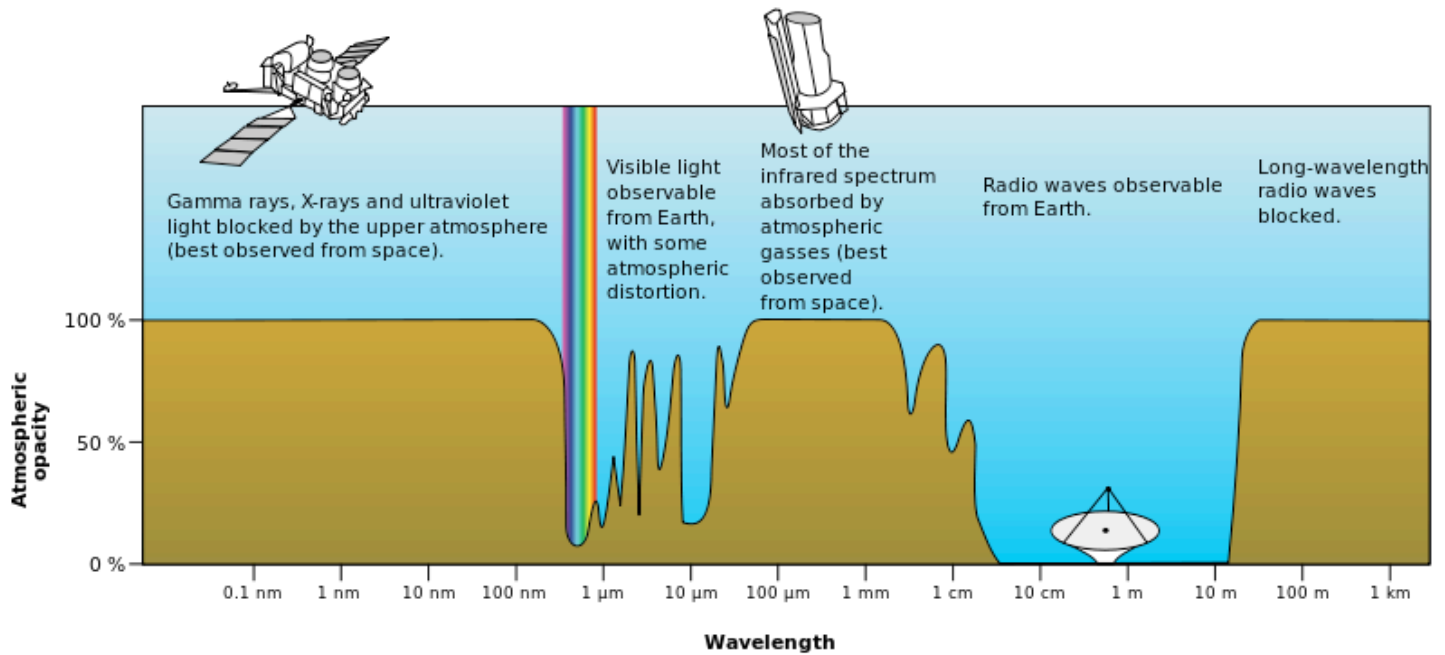 Gamma rays, X-rays and ultraviolet
light blocked by the upper atmosphere
(best observed from space).
Visible light
observable
from Earth,
with some
atmospheric
distortion.
Most of the
infrared spectrum
absorbed by
atmospheric
gasses (best
observed
from space).
Radio waves observable
from Earth.
Long-wavelength
radio waves
blocked.
Atmospheric
opacity
100 %
50 %
0 %
0.1 nm
1 nm
10 nm
100 nm
1 μm
10 μm
100 μm
1 mm
1 cm
10 cm
1 m
10 m
100 m
1 km
Wavelength